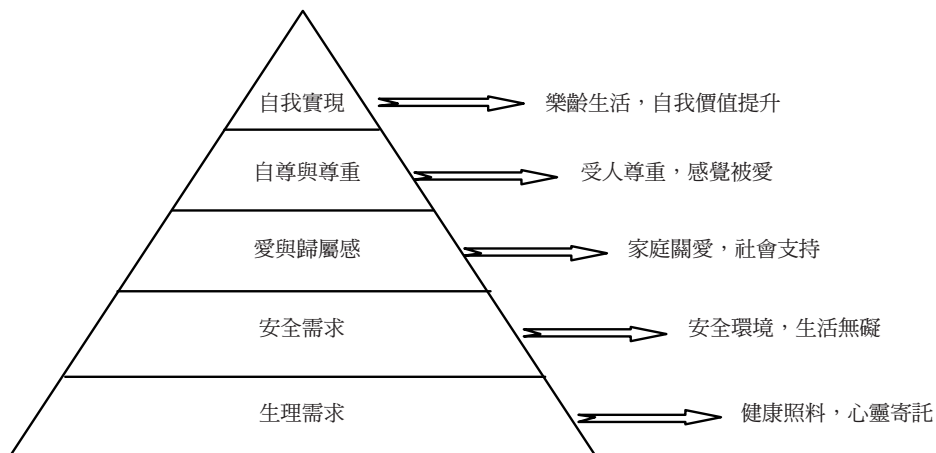 自我實現
樂齡生活，自我價值提升
自尊與尊重
受人尊重，感覺被愛
愛與歸屬感
家庭關愛，社會支持
安全需求
安全環境，生活無礙
生理需求
健康照料，心靈寄託